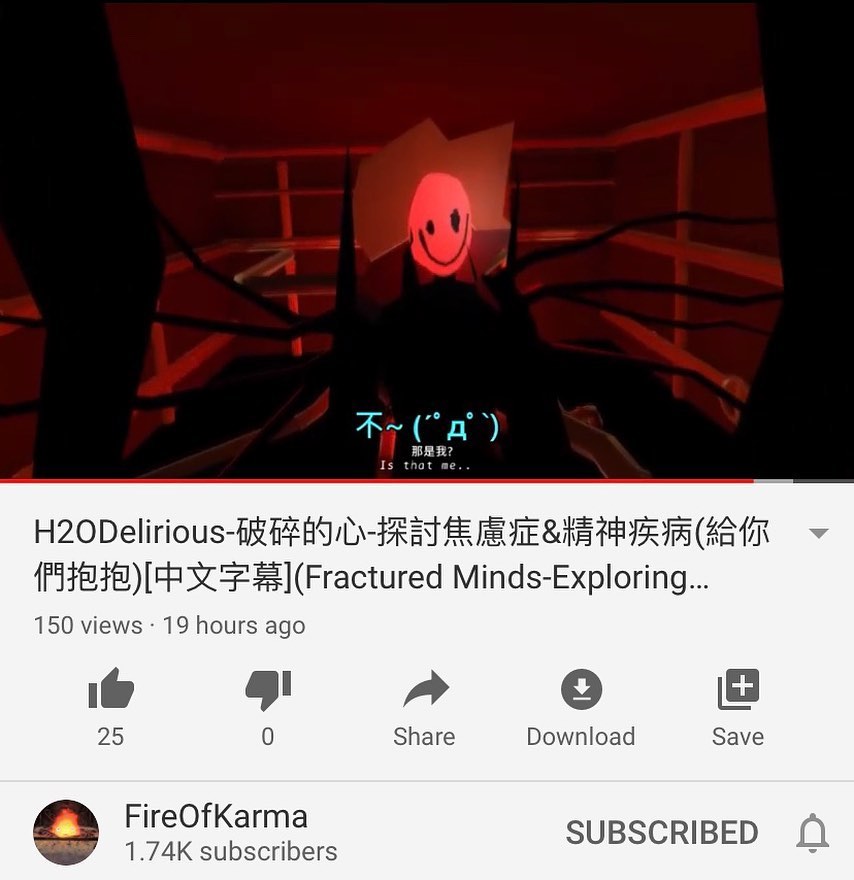 不~ (´ﾟдﾟ`)
那是我?
Is that me..
H2ODelirious-破碎的心-探討焦慮症&精神疾病(給你
們抱抱)[中文字幕](Fractured Minds-Exploring...
150 views · 19 hours ago
25
0
Share
Download
Save
FireOfKarma
1.74K subscribers
SUBSCRIBED